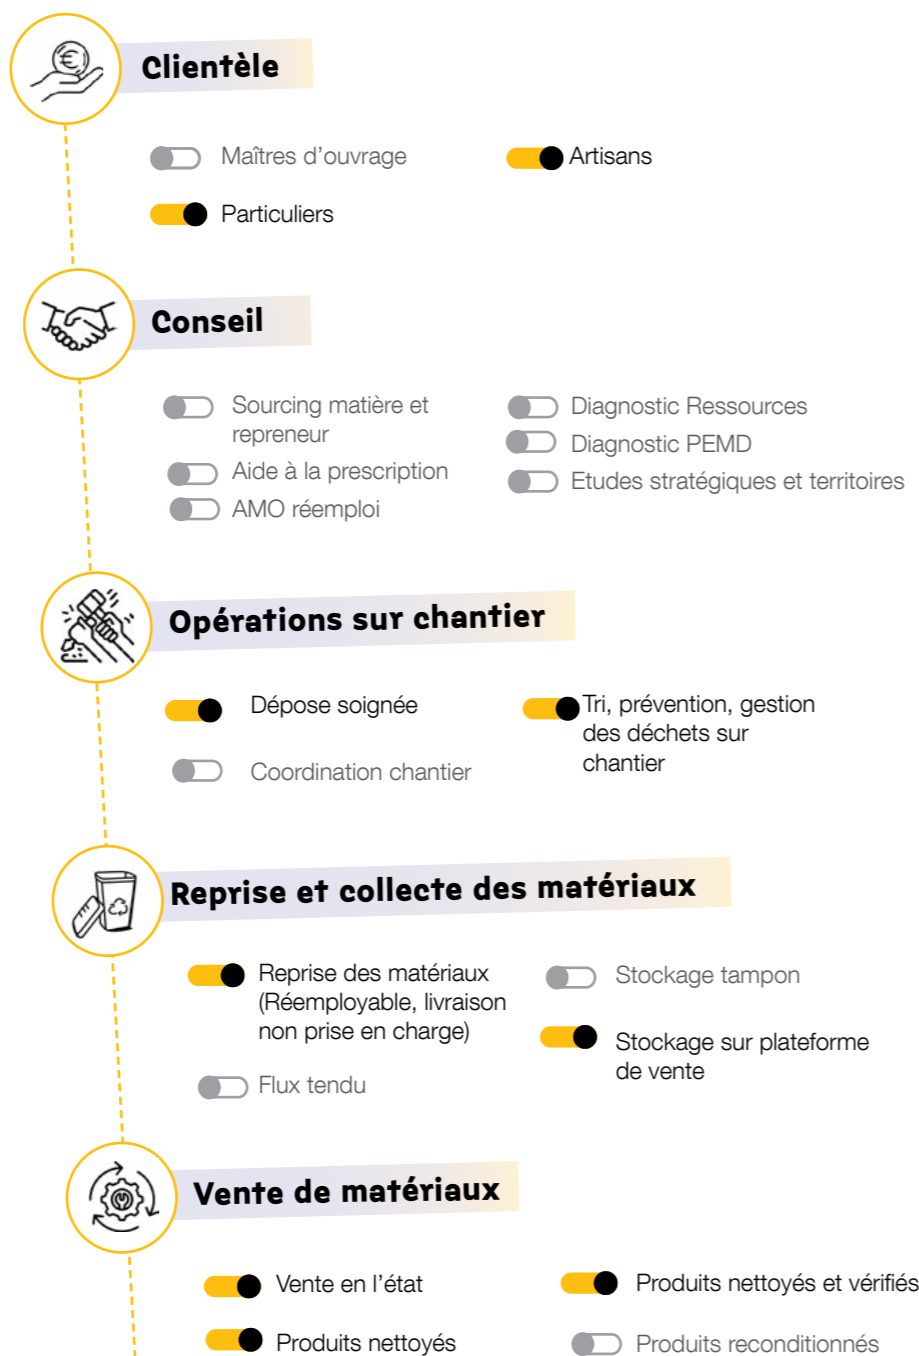 Clientèle
Maîtres d'ouvrage
Artisans
Particuliers
Conseil
Sourcing matière et
repreneur
Aide à la prescription
AMO réemploi
Diagnostic Ressources
Diagnostic PEMD
Etudes stratégiques et territoires
Opérations sur chantier
Dépose soignée
Coordination chantier
Tri, prévention, gestion
des déchets sur
chantier
Reprise et collecte des matériaux
Reprise des matériaux
(Réemployable, livraison
non prise en charge)
Flux tendu
Stockage tampon
Stockage sur plateforme
de vente
Vente de matériaux
Vente en l'état
Produits nettoyés et vérifiés
Produits nettoyés
Produits reconditionnés